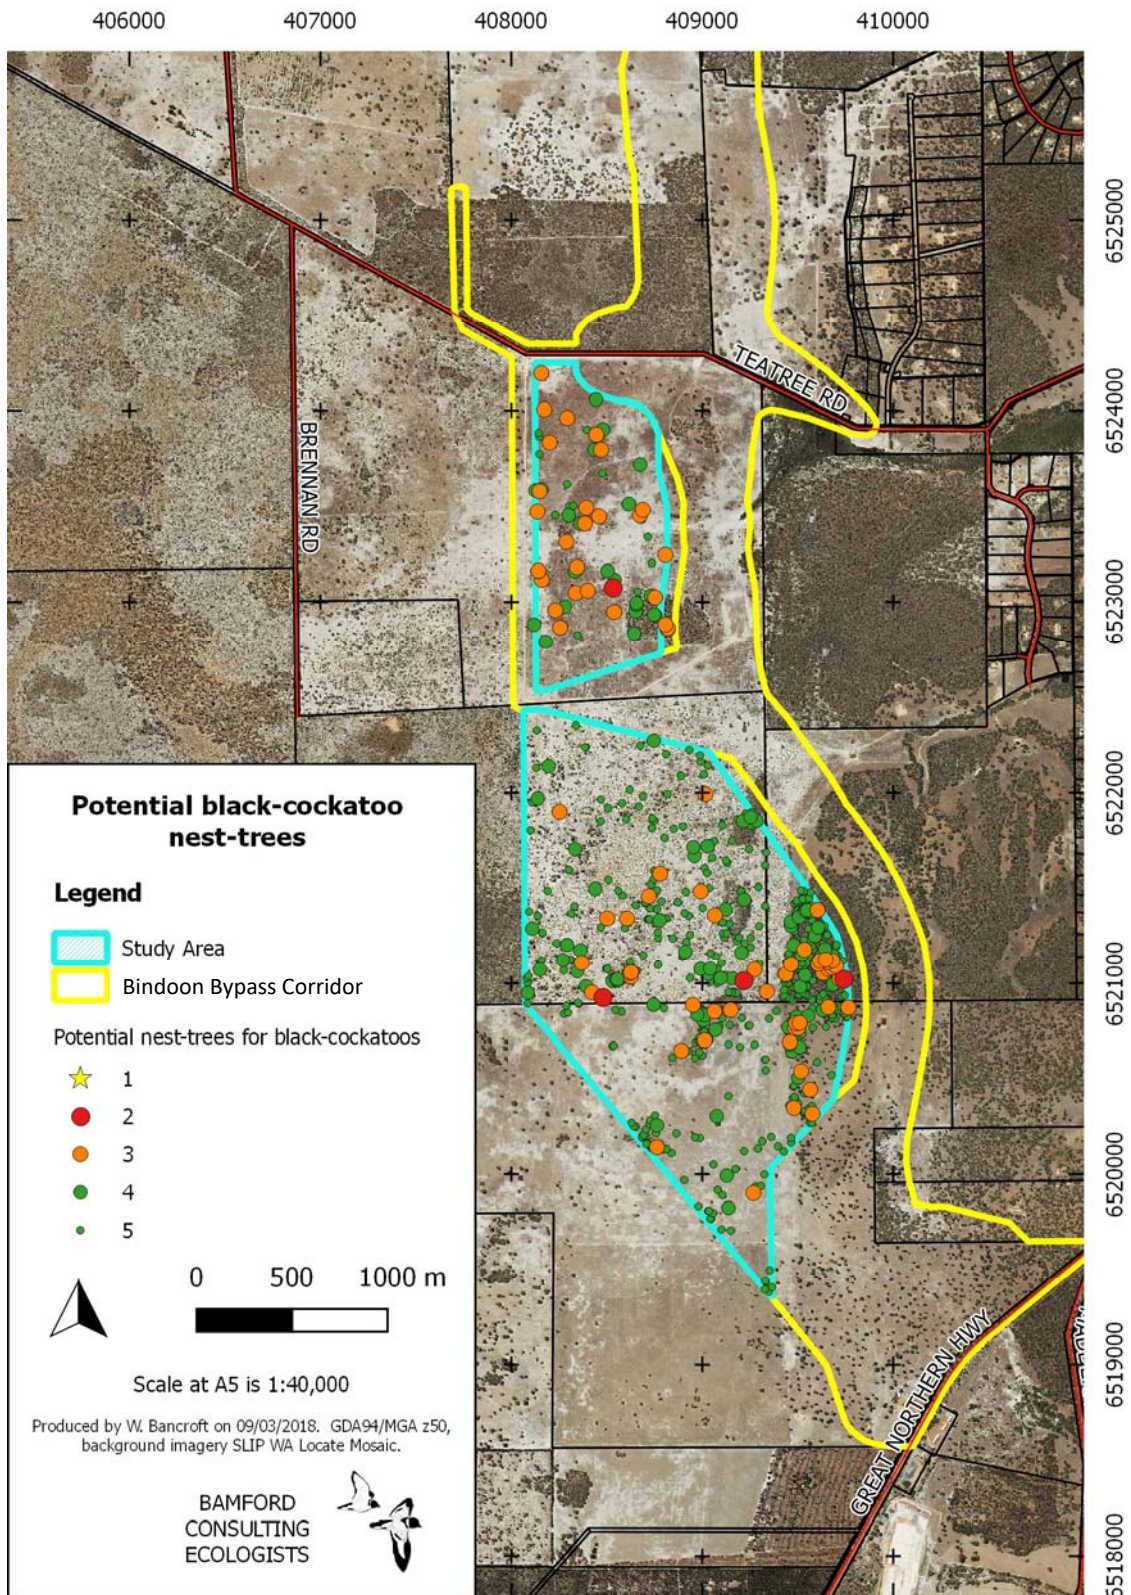 406000 407000 408000 409000 410000
6525000
6524000
6523000
6522000
6521000
6520000
6519000
6518000
TEATREE RD
BRENNAN RD
GREAT NORTHERN HWY
Potential black-cockatoo
nest-trees
Legend
Study Area
Bindoon Bypass Corridor
Potential nest-trees for black-cockatoos
1
2
3
4
5
0 500 1000 m
Scale at A5 is 1:40,000
Produced by W. Bancroft on 09/03/2018. GDA94/MGA z50,
background imagery SLIP WA Locate Mosaic.
BAMFORD
CONSULTING
ECOLOGISTS